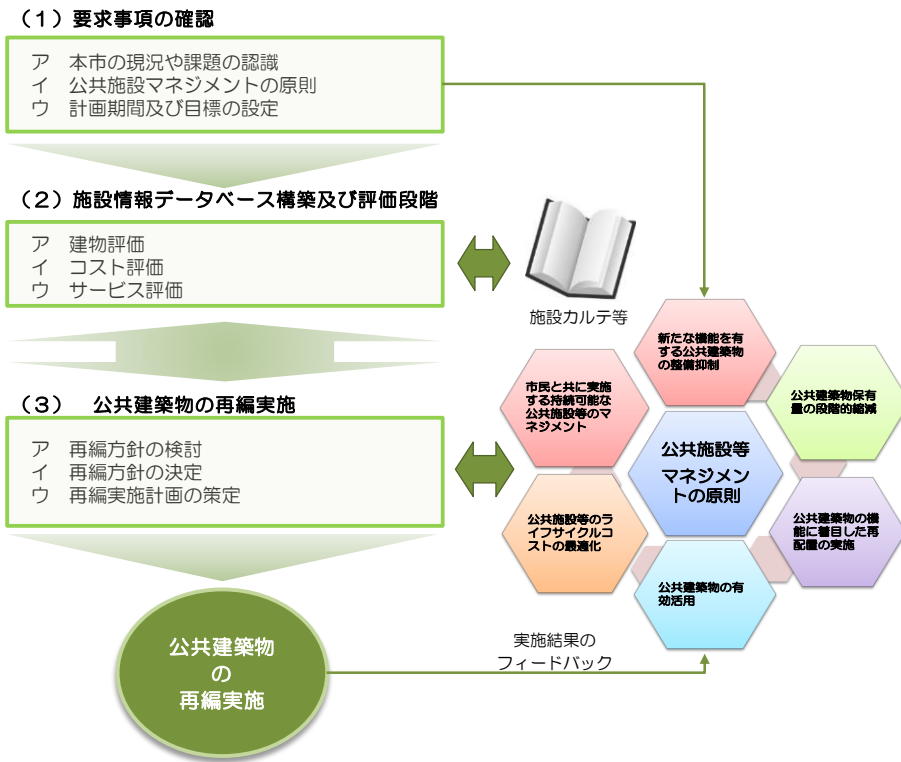 （１）要求事項の確認
ア　本市の現況や課題の認識
イ　公共施設マネジメントの原則
ウ　計画期間及び目標の設定
（２）施設情報データベース構築及び評価段階
ア　建物評価
イ　コスト評価
ウ　サービス評価
施設カルテ等
（３）　公共建築物の再編実施
ア　再編方針の検討
イ　再編方針の決定
ウ　再編実施計画の策定
新たな機能を有
する公共建築物
の整備抑制
公共建築物保有
量の段階的縮減
公共建築物の機
能に着目した再
配置の実施
公共建築物の有
効活用
公共施設等のラ
イフサイクルコ
ストの最適化
市民と共に実施
する持続可能な
公共施設等のマ
ネジメント
公共施設等
マネジメン
トの原則
公共建築物
の
再編実施
実施結果の
フィードバック